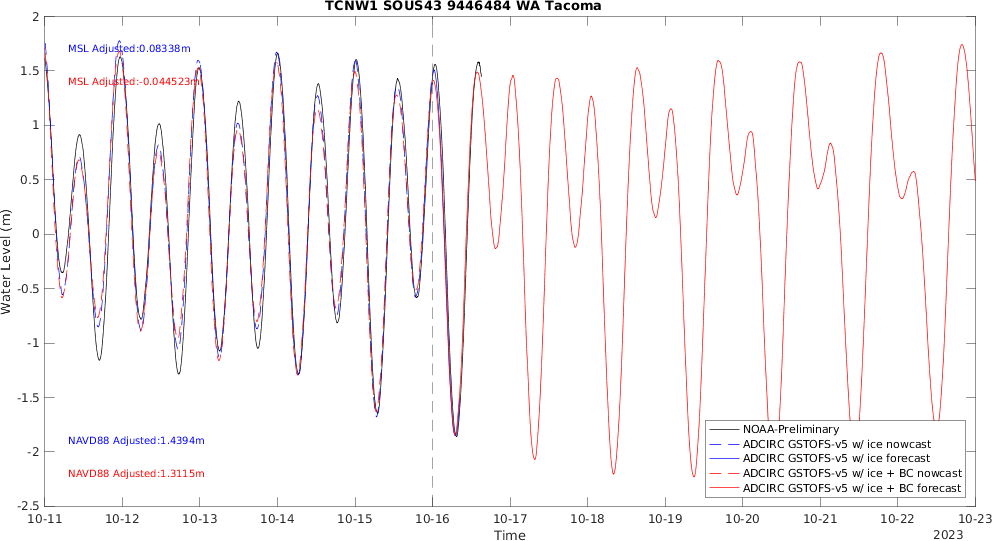 TCNW1 SOUS43 9446484 WA Tacoma
2
MSL Adjusted:0.08338m
1.5
MSL Adjusted:-0.044523m
1
0.5
0
Water Level (m)
-0.5
-1
-1.5
NAVD88 Adjusted:1.4394m
-2
NAVD88 Adjusted:1.3115m
-2.5
NOAA-Preliminary
ADCIRC GSTOFS-v5 w/ ice nowcast
ADCIRC GSTOFS-v5 w/ ice forecast
ADCIRC GSTOFS-v5 w/ ice + BC nowcast
ADCIRC GSTOFS-v5 w/ ice + BC forecast
10-11 10-12 10-13 10-14 10-15 10-16 10-17 10-18 10-19 10-20 10-21 10-22 10-23
Time
2023